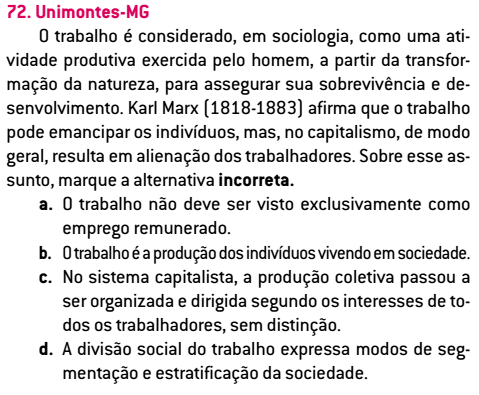 72. Unimontes-MG
O trabalho é considerado, em sociologia, como uma ati-
vidade produtiva exercida pelo homem, a partir da transfor-
mação da natureza, para assegurar sua sobrevivência e de-
senvolvimento. Karl Marx (1818-1883) afirma que o trabalho
pode emancipar os indivíduos, mas, no capitalismo, de modo
geral, resulta em alienação dos trabalhadores. Sobre esse as-
sunto, marque a alternativa incorreta.
a. O trabalho não deve ser visto exclusivamente como
emprego remunerado.
b. O trabalho é a produção dos indivíduos vivendo em sociedade.
c. No sistema capitalista, a produção coletiva passou a
ser organizada e dirigida segundo os interesses de to-
dos os trabalhadores, sem distinção.
d. A divisão social do trabalho expressa modos de seg-
mentação e estratificação da sociedade.